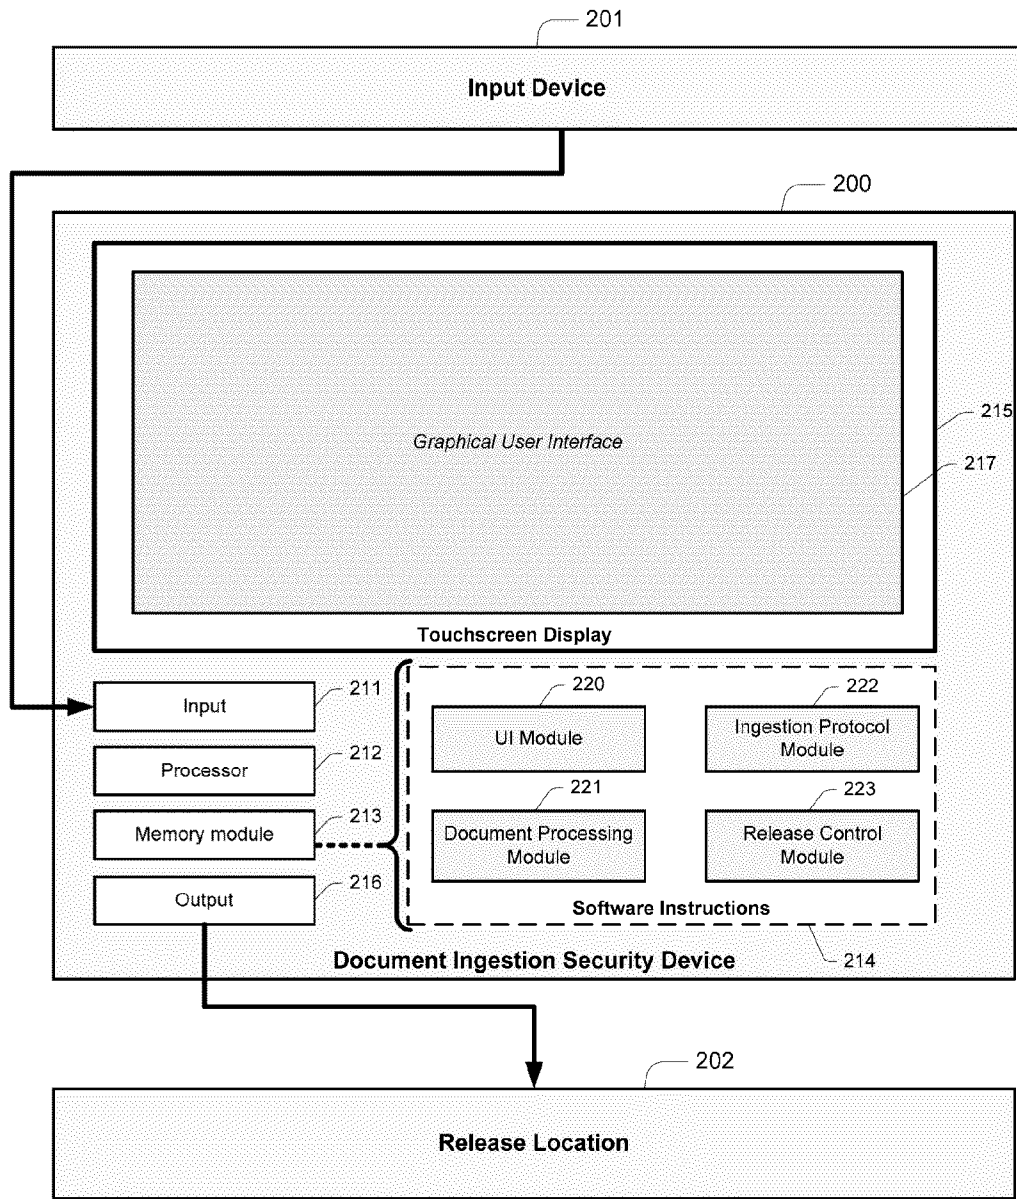 201
Input Device
200
Graphical User Interface
215
217
Touchscreen Display
Input
211
Processor
212
Memory module
213
Output
216
220
UI Module
222
Ingestion Protocol
Module
221
Document Processing
Module
223
Release Control
Module
Software Instructions
214
Document Ingestion Security Device
202
Release Location